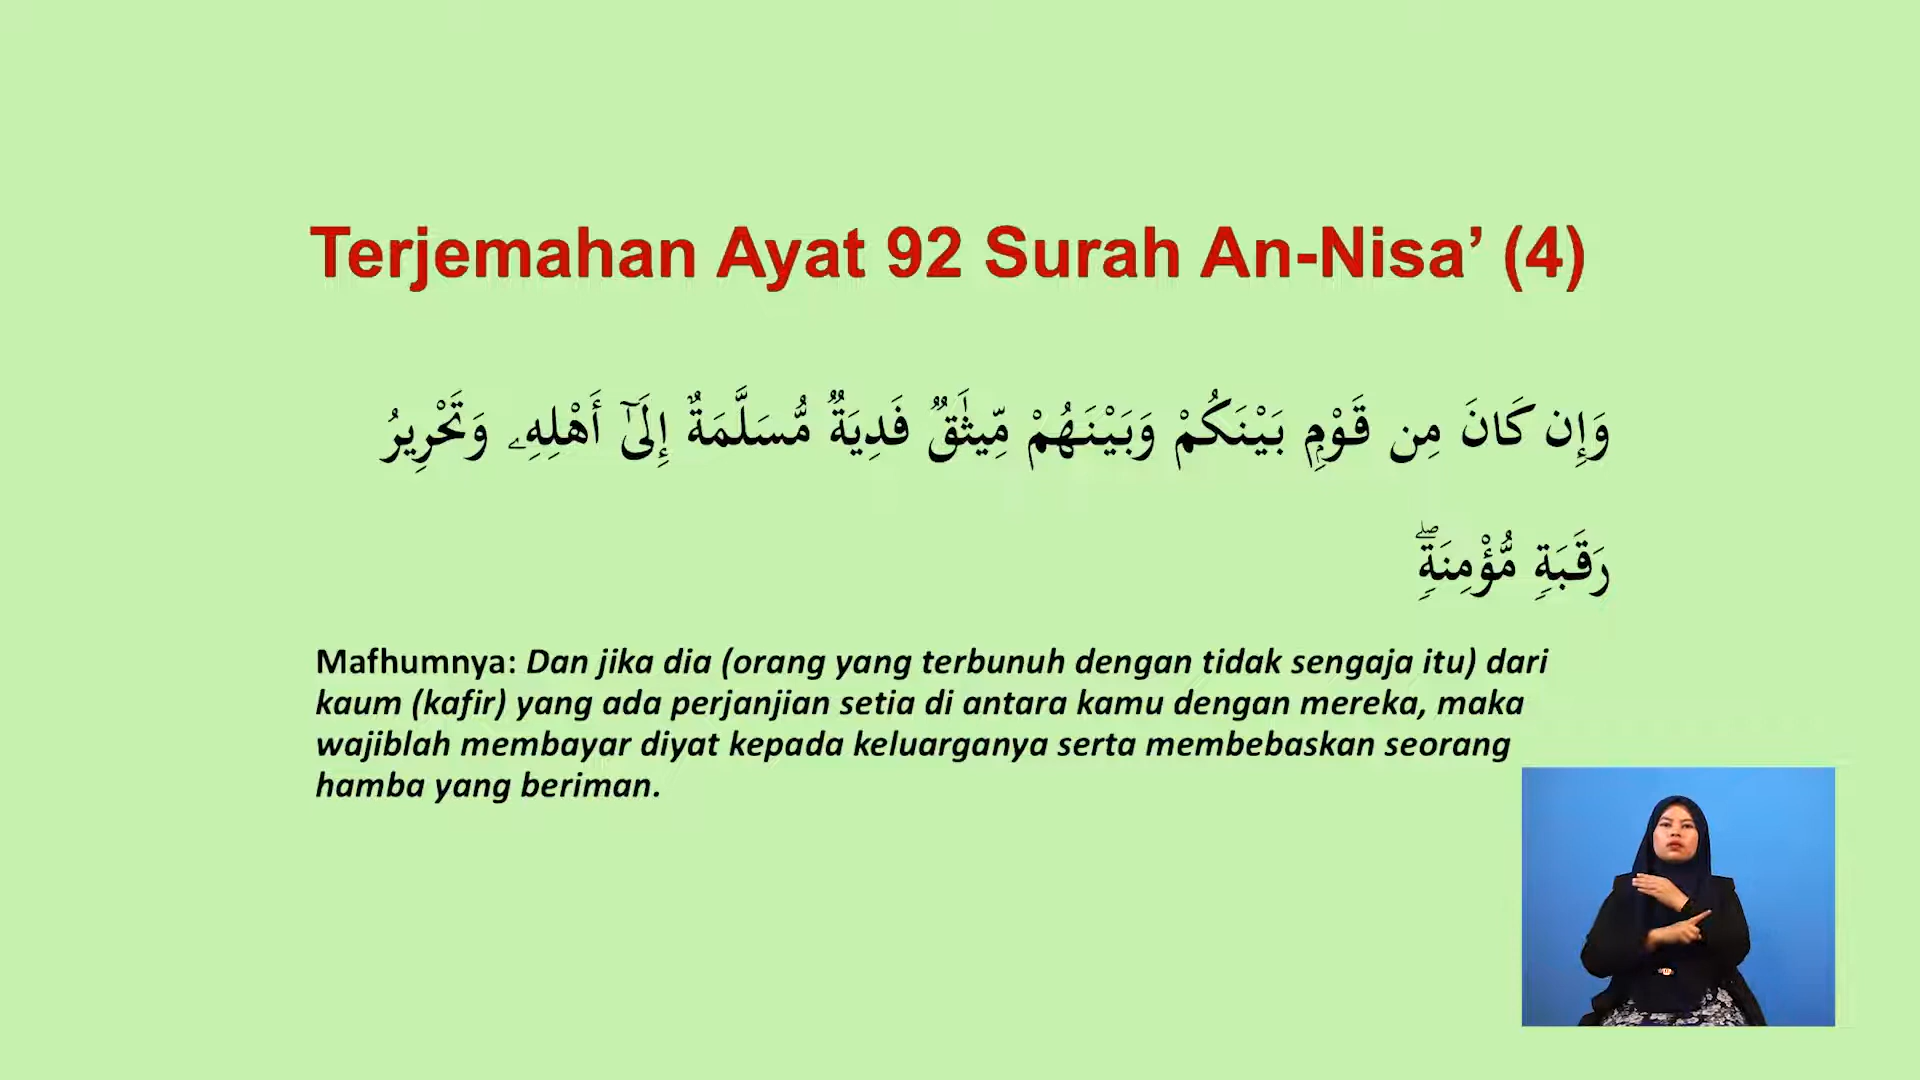 Terjemahan Ayat 92 Surah An-Nisa’ (4)
وَإِن كَانَ مِن قَوْمِۭ بَيْنَكُمْ وَبَيْنَهُمْ مِّيثَٰقٌ فَدِيَةٌ مُّسَلَّمَةٌ إِلَىٰٓ أَهْلِهِۦ وَتَحْرِيرُ
رَقَبَةٍ مُّؤْمِنَةٍۖ
Mafhumnya: Dan jika dia (orang yang terbunuh dengan tidak sengaja itu) dari
kaum (kafir) yang ada perjanjian setia di antara kamu dengan mereka, maka
wajiblah membayar diyat kepada keluarganya serta membebaskan seorang
hamba yang beriman.